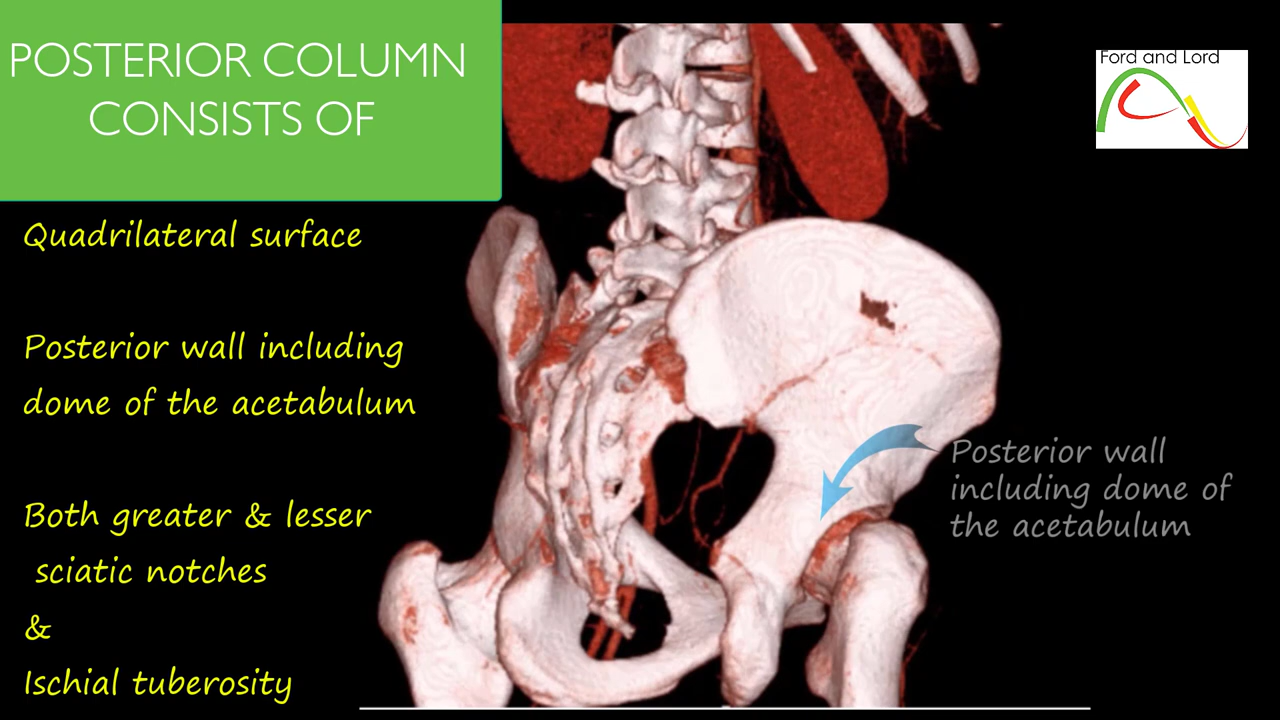 POSTERIOR COLUMN
CONSISTS OF
Ford and Lord
Quadrilateral surface
Posterior wall including
dome of the acetabulum
Both greater & lesser
sciatic notches
&
Ischial tuberosity
Posterior wall
including dome of
the acetabulum